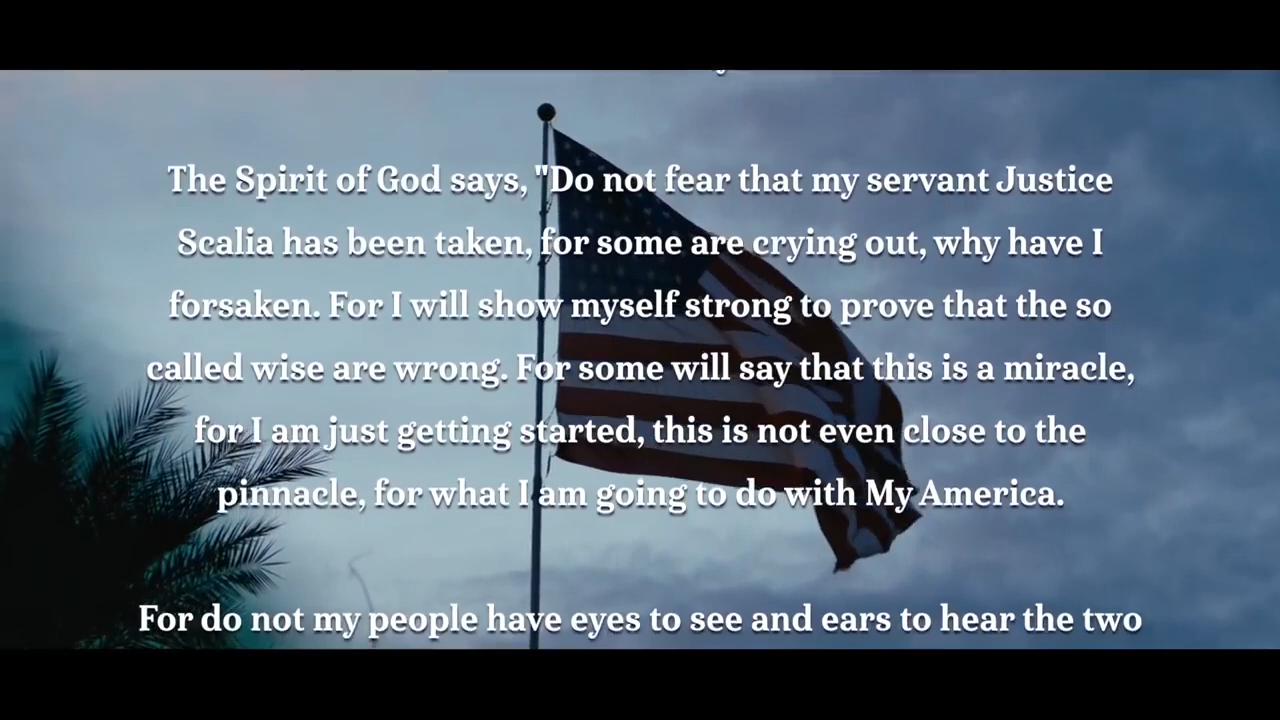 The Spirit of God says, "Do not fear that my servant Justice
Scalia has been taken, for some are crying out, why have I
forsaken. For I will show myself strong to prove that the so
called wise are wrong. For some will say that this is a miracle,
for I am just getting started, this is not even close to the
pinnacle, for what I am going to do with My America.
For do not my people have eyes to see and ears to hear the two